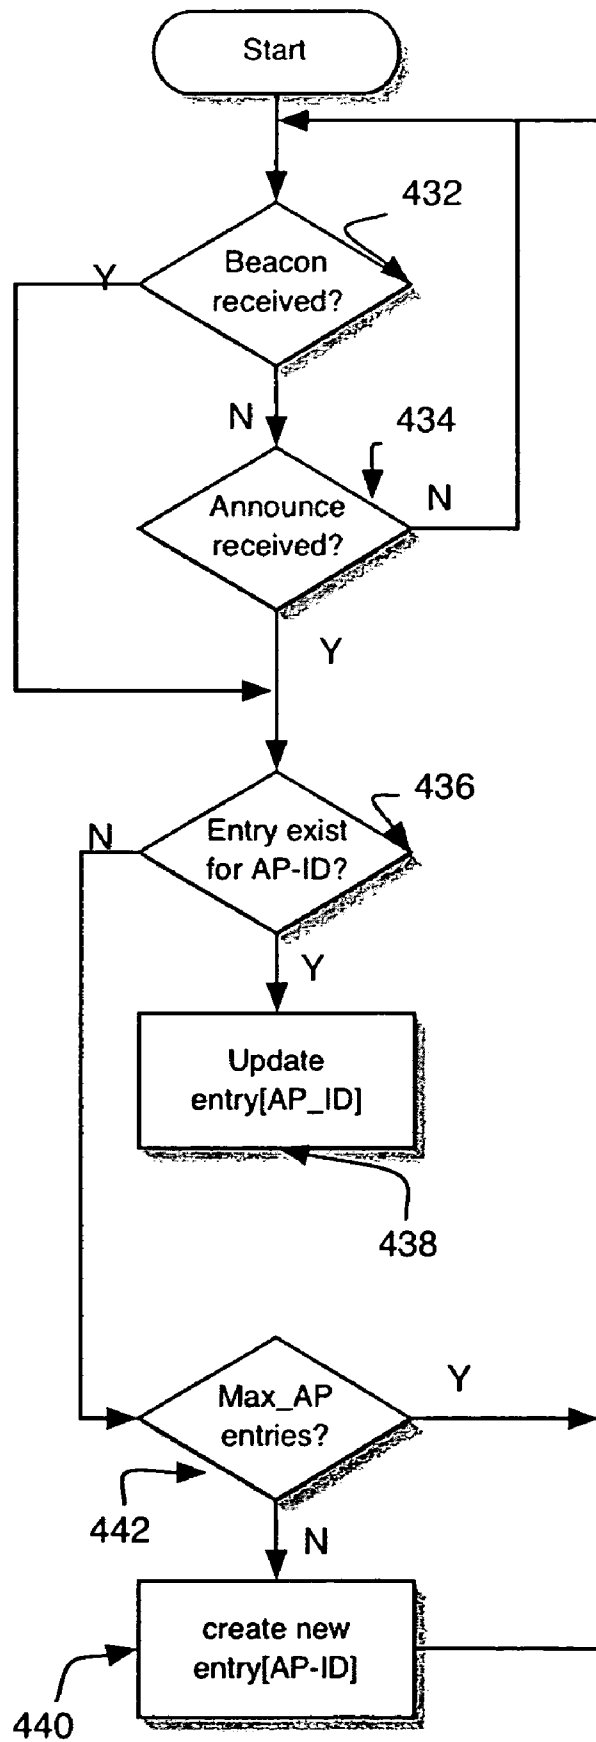 Start
432
Beacon
received?
Y
N
434
Announce
received?
N
Y
436
Entry exist
for AP-ID?
N
Y
Update
entry[AP_ID]
438
Max_AP
entries?
Y
442
N
create new
entry[AP-ID]
440